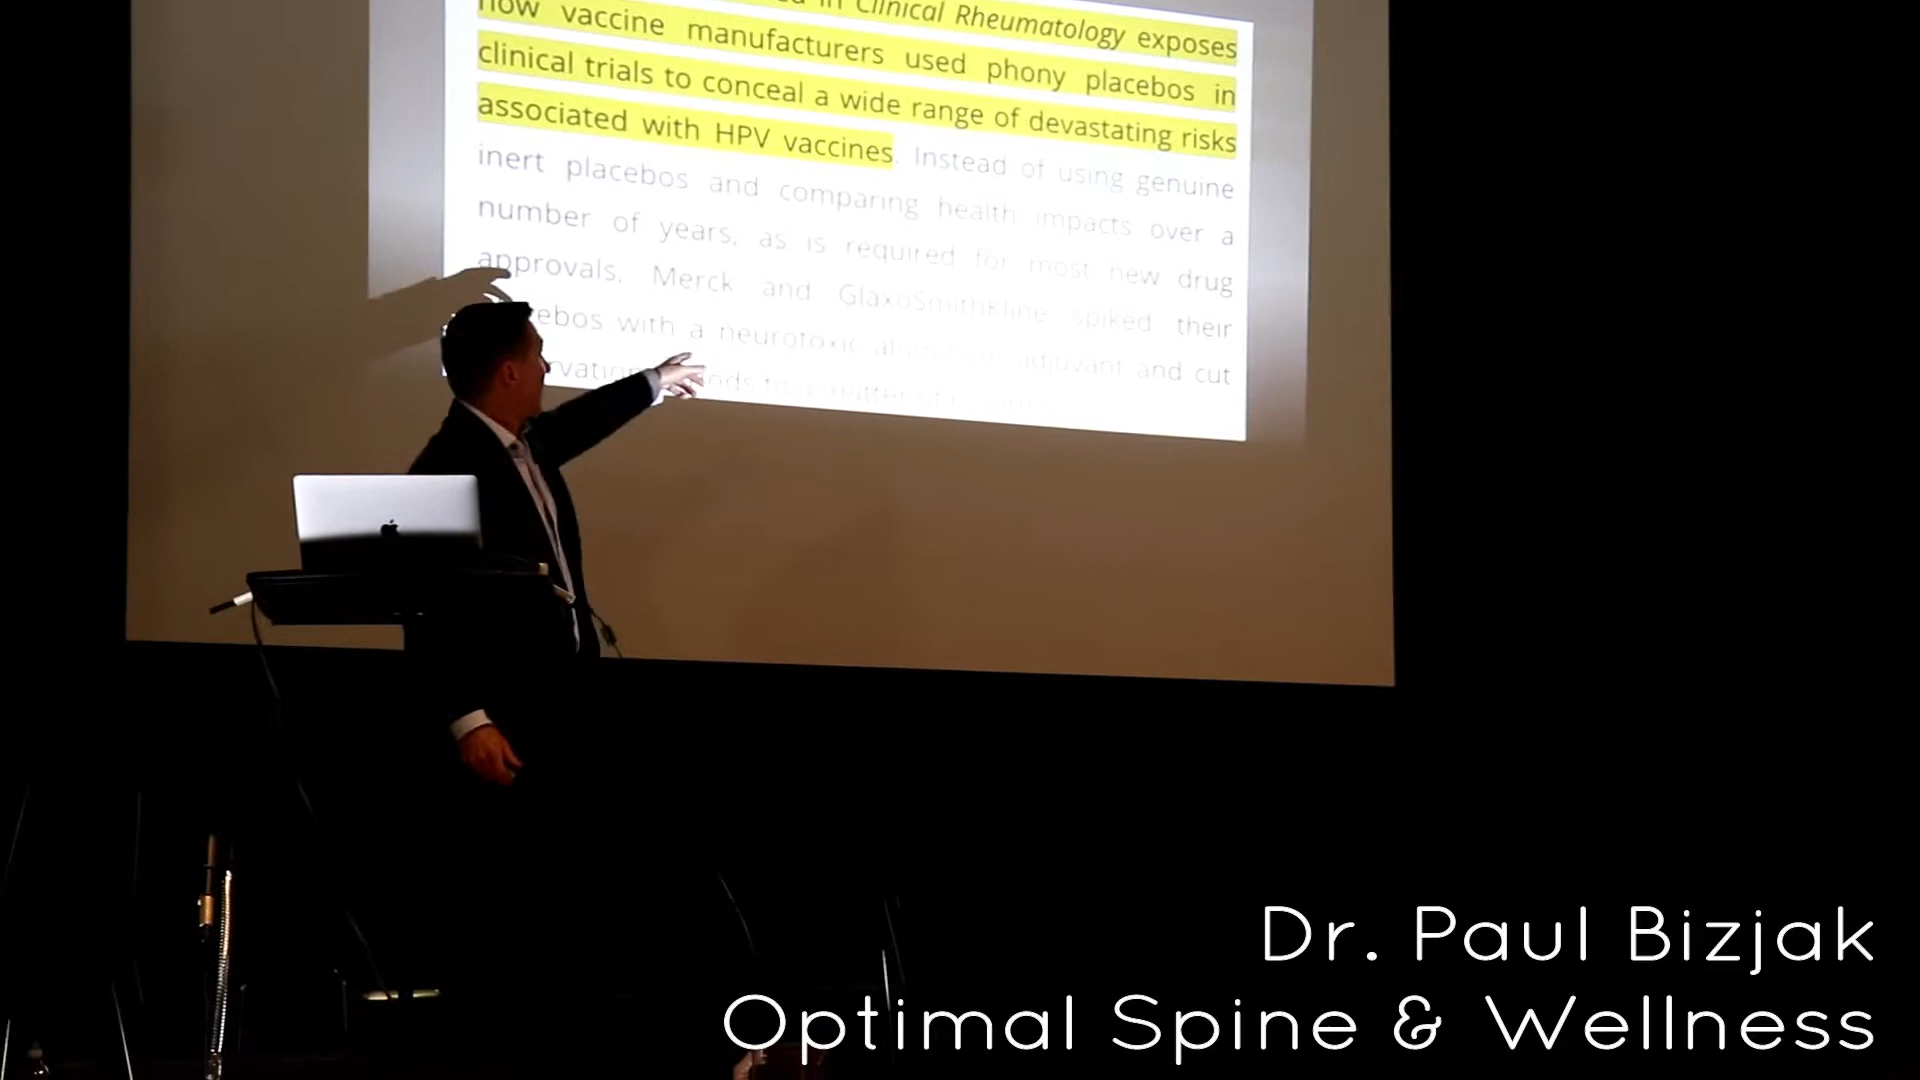 in Clinical Rheumatology exposes
how vaccine manufacturers used phony placebos in
clinical trials to conceal a wide range of devastating risks
associated with HPV vaccines. Instead of using genuine
inert placebos and comparing health impacts over a
number of years, as is required for most new drug
approvals, Merck and GlaxoSmithKline spiked their
ebos with a neurotoxic aluminum adjuvant and cut
Dr. Paul Bizjak
Optimal Spine & Wellness